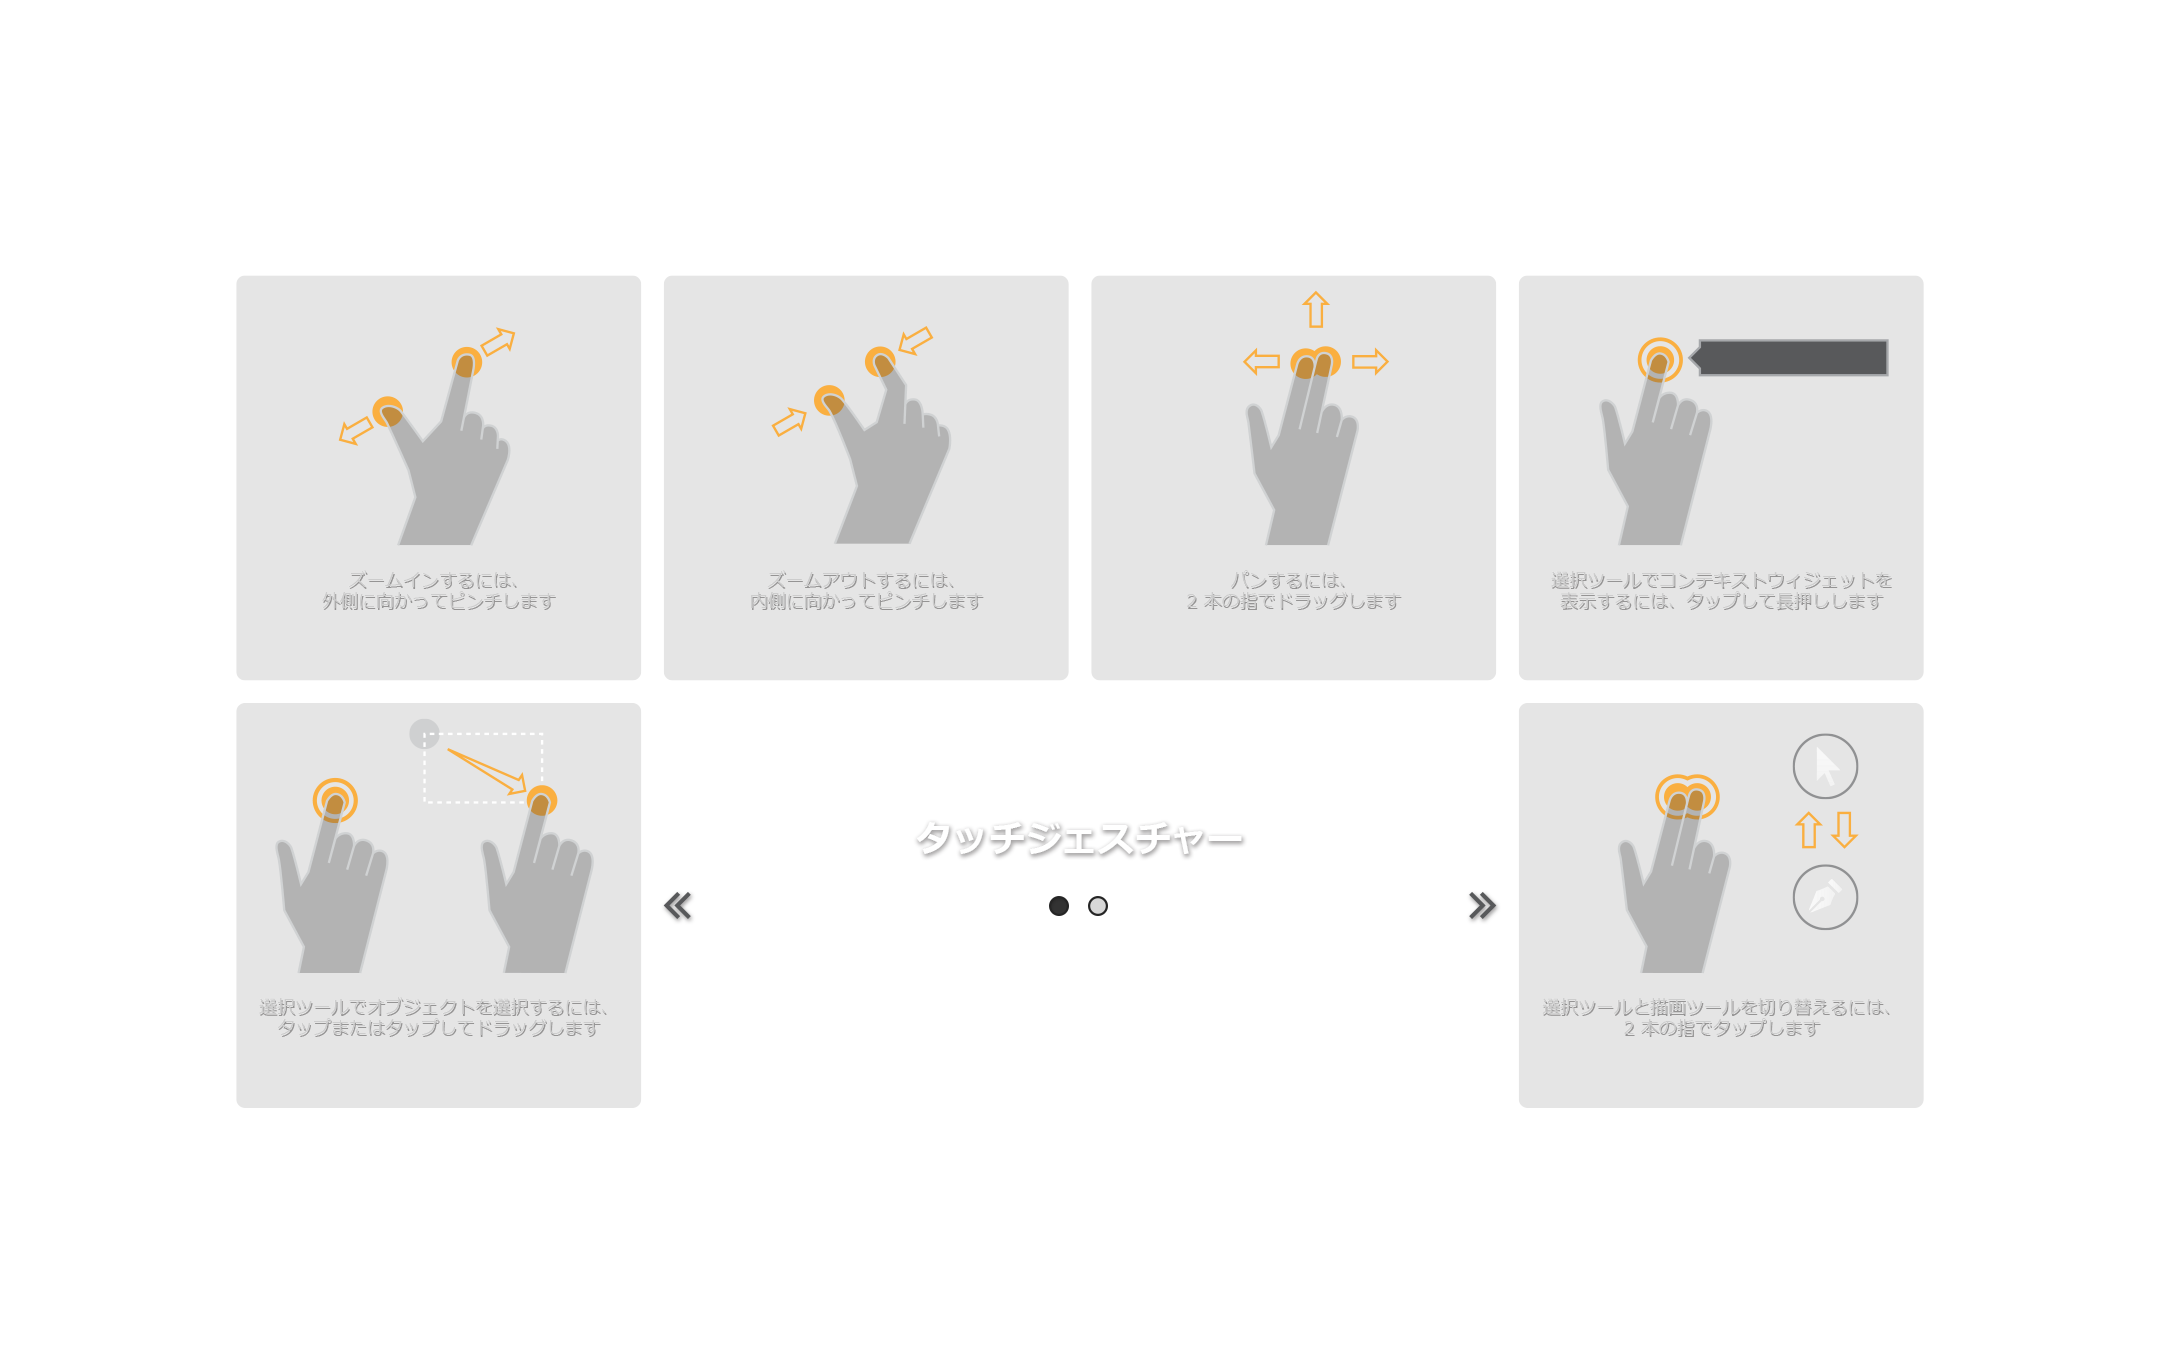 ズームインするには、
外側に向かってピンチします
ズームアウトするには、
内側に向かってピンチします
パンするには、
2 本の指でドラッグします
選択ツールでコンテキストウィジェットを
表示するには、タップして長押しします
選択ツールでオブジェクトを選択するには、
タップまたはタップしてドラッグします
タッチジェスチャー
選択ツールと描画ツールを切り替えるには、
2 本の指でタップします